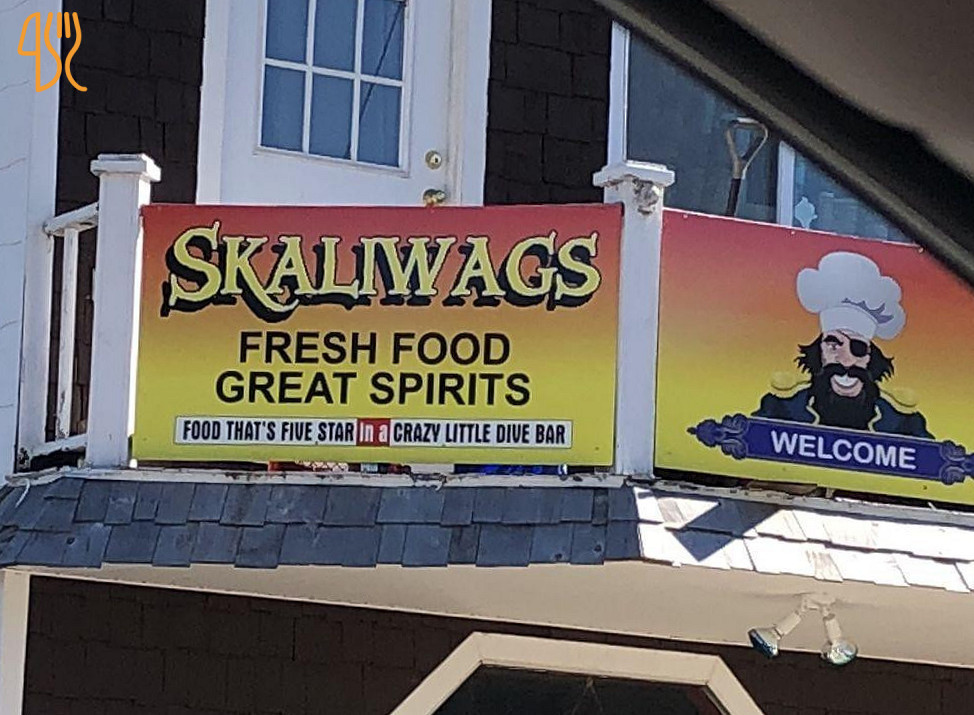 SKALIWAGS
FRESH FOOD
GREAT SPIRITS
FOOD THAT'S FIVE STAR in a CRAZY LITTLE DIVE BAR
WELCOME